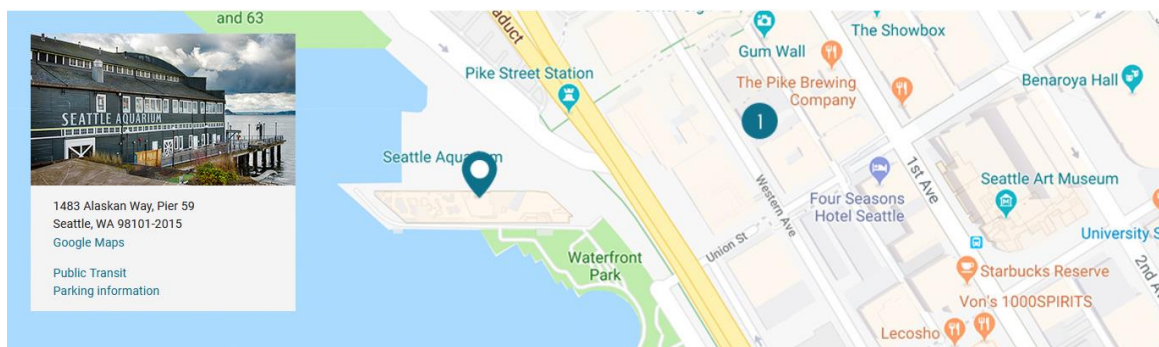 and 63
duct
Gum Wall
The Showbox
SEATTLE AQUARIUM
Pike Street Station
The Pike Brewing
Company
Benaroya Hall
1
Seattle Aquarium
1st Ave
Four Seasons
Hotel Seattle
Seattle Art Museum
1483 Alaskan Way, Pier 59
Seattle, WA 98101-2015
Google Maps
Western Ave
Union St
University S
Waterfront
Park
2nd A
Public Transit
Parking information
Starbucks Reserve
Von's 1000SPIRITS
Lecosho